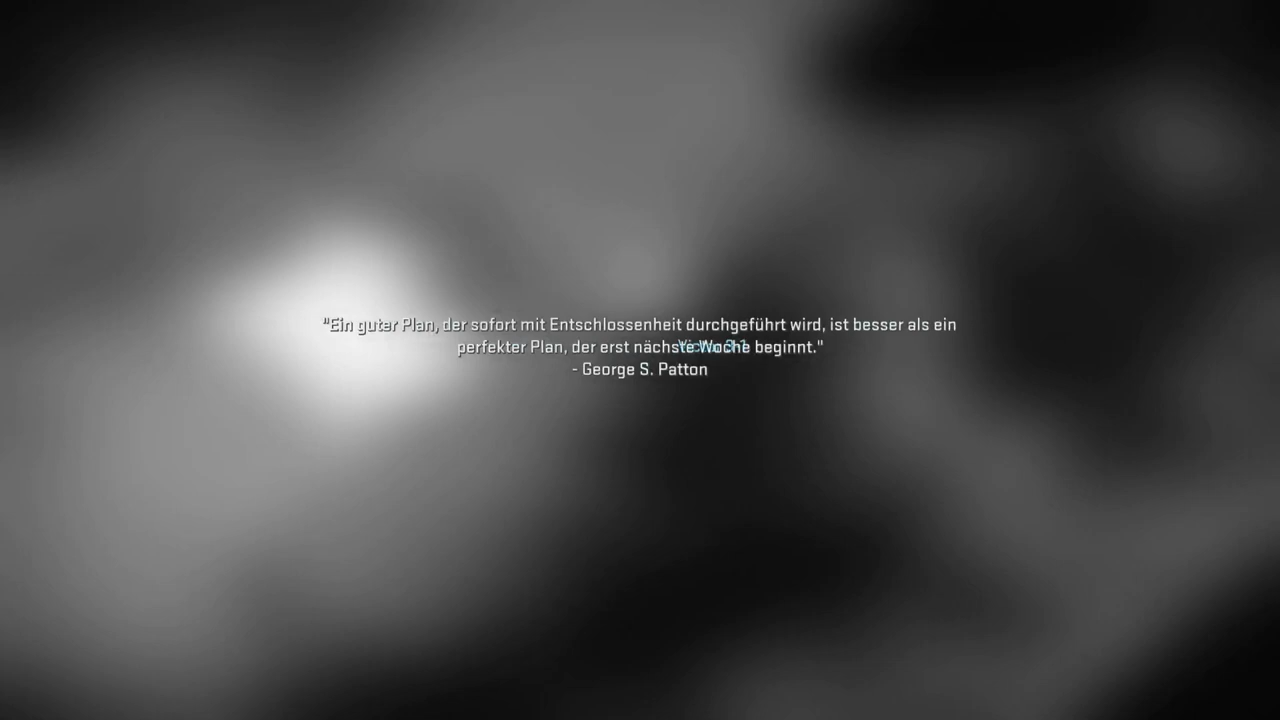 "Ein guter Plan, der sofort mit Entschlossenheit durchgeführt wird, ist besser als ein
perfekter Plan, der erst nächste Woche beginnt."
- George S. Patton